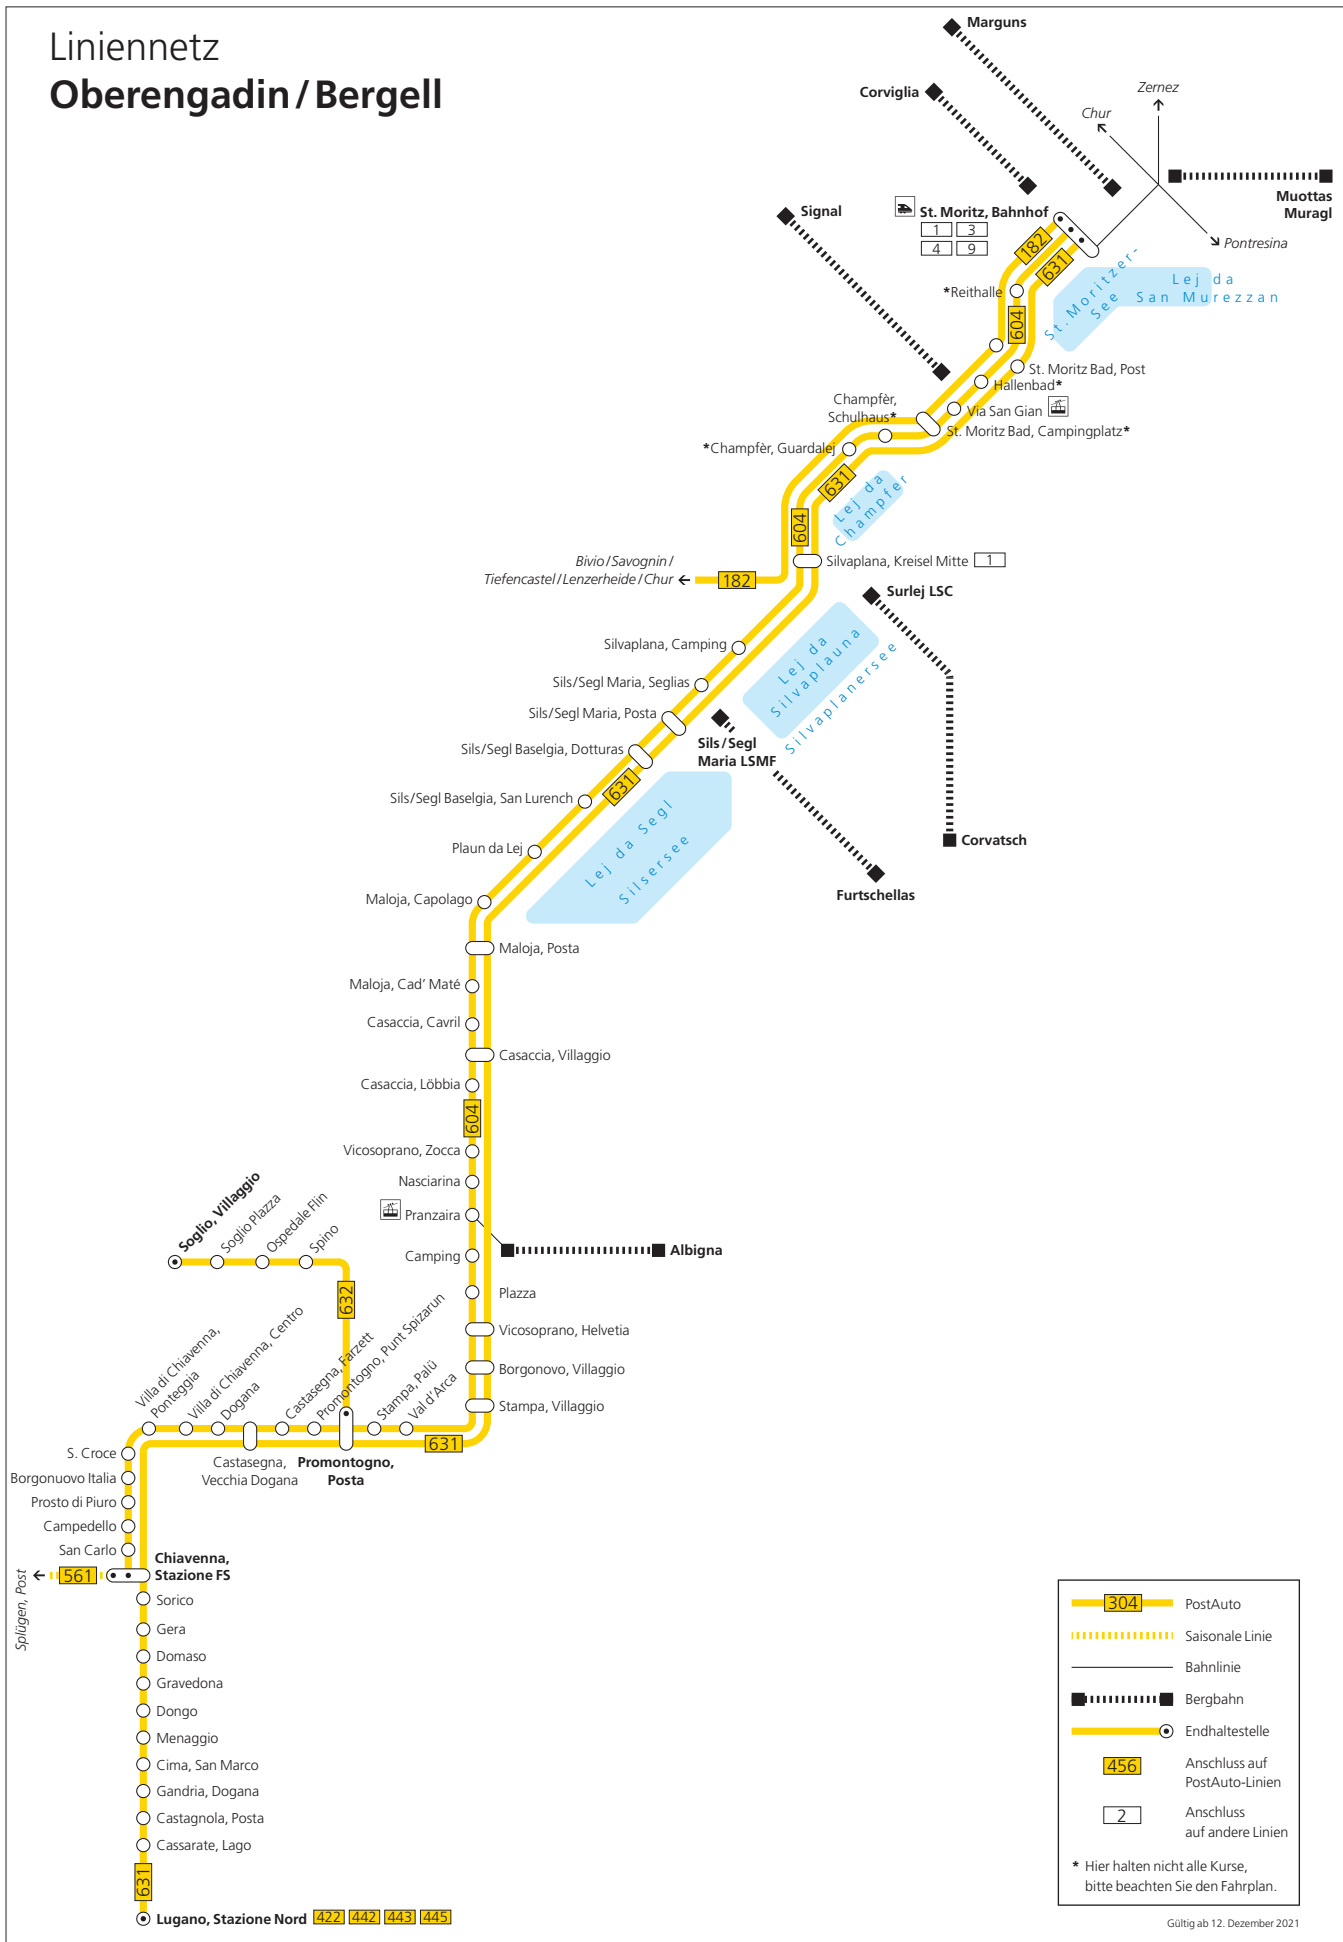 Liniennetz
Oberengadin / Bergell
Marguns
Corviglia
Zernez
Chur
Muottas
Muragl
Pontresina
Signal
St. Moritz, Bahnhof
1 3
4 9
182
631
*Reithalle
604
St. Moritzer-
See
Lej da
San Murezzan
St. Moritz Bad, Post
Hallenbad*
Via San Gian
Champfèr,
Schulhaus*
St. Moritz Bad, Campingplatz*
*Champfèr, Guardalej
631
Lej da
Champfer
604
Silvaplana, Kreisel Mitte 1
Bivio / Savognin /
Tiefencastel / Lenzerheide / Chur
182
Surlej LSC
Silvaplana, Camping
Lej da
Silvaplauna
Silvaplanersee
Sils/Segl Maria, Seglias
Sils/Segl Maria, Posta
Sils/Segl Baselgia, Dotturas
Sils / Segl
Maria LSMF
631
Sils/Segl Baselgia, San Lurench
Lej da Segl
Silsersee
Corvatsch
Plaun da Lej
Furtschellas
Maloja, Capolago
Maloja, Posta
Maloja, Cad’ Maté
Casaccia, Cavril
Casaccia, Villaggio
Casaccia, Löbbia
604
Vicosoprano, Zocca
Nasciarina
Pranzaira
Albigna
Camping
Plazza
Vicosoprano, Helvetia
Borgonovo, Villaggio
Stampa, Villaggio
Soglio, Villaggio
Soglio Plazza
Ospedale Flin
Spino
632
Villa di Chiavenna,
Ponteggia
Villa di Chiavenna, Centro
Dogana
Castasegna, Farzett
Promontogno, Punt Spizarun
Stampa, Palü
Val d’Arca
631
Castasegna,
Vecchia Dogana
Promontogno,
Posta
S. Croce
Borgonuovo Italia
Prosto di Piuro
Campedello
San Carlo
Chiavenna,
Stazione FS
561
Splügen, Post
Sorico
Gera
Domaso
Gravedona
Dongo
Menaggio
Cima, San Marco
Gandria, Dogana
Castagnola, Posta
Cassarate, Lago
631
Lugano, Stazione Nord 422 442 443 445
304 PostAuto
Saisonale Linie
Bahnlinie
Bergbahn
Endhaltestelle
456 Anschluss auf
PostAuto-Linien
2 Anschluss
auf andere Linien
* Hier halten nicht alle Kurse,
bitte beachten Sie den Fahrplan.
Gültig ab 12. Dezember 2021